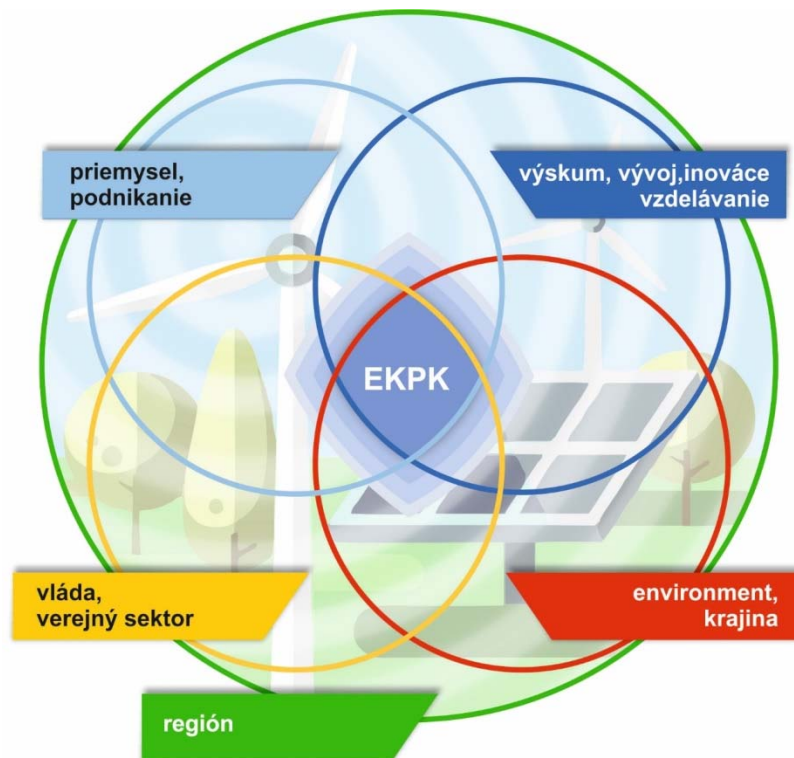 priemysel,
podnikanie
výskum, vývoj,inováce
vzdelávanie
EKPK
vláda,
verejný sektor
environment,
krajina
región